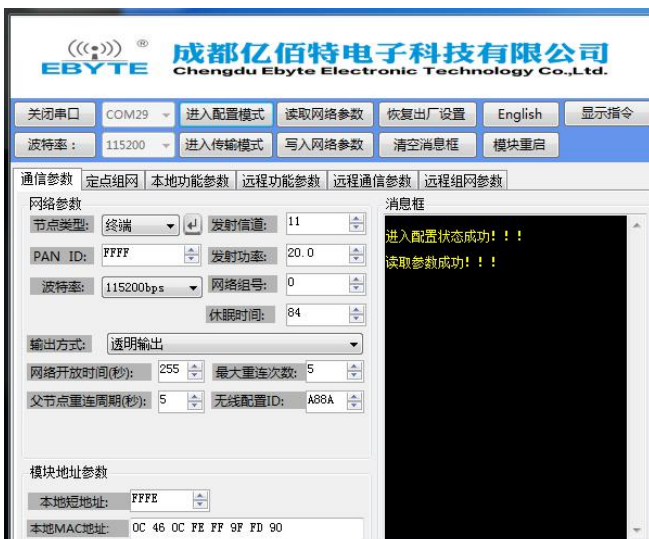 ((( ))) ®
EBYTE
成都亿佰特电子科技有限公司
Chengdu Ebyte Electronic Technology Co.,Ltd.
关闭串口 COM29 进入配置模式 读取网络参数 恢复出厂设置 English 显示指令
波特率： 115200 进入传输模式 写入网络参数 清空消息框 模块重启
通信参数 定点组网 本地功能参数 远程功能参数 远程通信参数 远程组网参数
网络参数 消息框
节点类型: 终端 发射信道: 11
进入配置状态成功！！！
PAN ID: FFFF 发射功率: 20.0
读取参数成功！！！
波特率: 115200bps 网络组号: 0
休眠时间: 84
输出方式: 透明输出
网络开放时间(秒): 255 最大重连次数: 5
父节点重连周期(秒): 5 无线配置ID: A88A
模块地址参数
本地短地址: FFFE
本地MAC地址: 0C 46 0C FE FF 9F FD 90